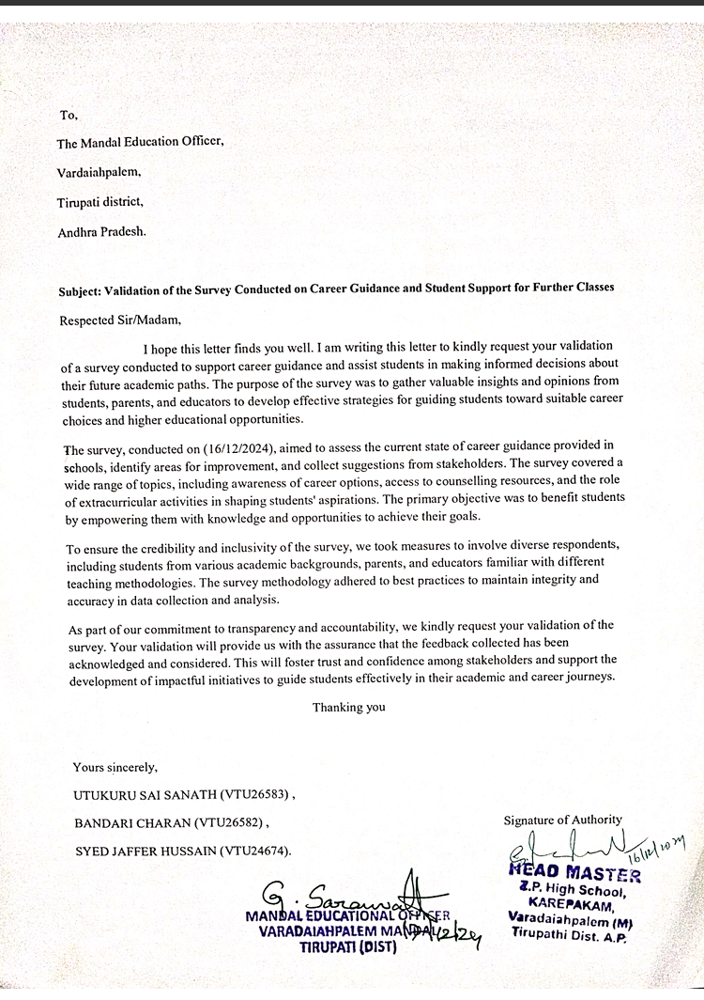 To,
The Mandal Education Officer,
Vardaiahpalem,
Tirupati district,
Andhra Pradesh.
Subject: Validation of the Survey Conducted on Career Guidance and Student Support for Further Classes
Respected Sir/Madam,
I hope this letter finds you well. I am writing this letter to kindly request your validation
of a survey conducted to support career guidance and assist students in making informed decisions about
their future academic paths. The purpose of the survey was to gather valuable insights and opinions from
students, parents, and educators to develop effective strategies for guiding students toward suitable career
choices and higher educational opportunities.
The survey, conducted on (16/12/2024), aimed to assess the current state of career guidance provided in
schools, identify areas for improvement, and collect suggestions from stakeholders. The survey covered a
wide range of topics, including awareness of career options, access to counselling resources, and the role
of extracurricular activities in shaping students' aspirations. The primary objective was to benefit students
by empowering them with knowledge and opportunities to achieve their goals.
To ensure the credibility and inclusivity of the survey, we took measures to involve diverse respondents,
including students from various academic backgrounds, parents, and educators familiar with different
teaching methodologies. The survey methodology adhered to best practices to maintain integrity and
accuracy in data collection and analysis.
As part of our commitment to transparency and accountability, we kindly request your validation of the
survey. Your validation will provide us with the assurance that the feedback collected has been
acknowledged and considered. This will foster trust and confidence among stakeholders and support the
development of impactful initiatives to guide students effectively in their academic and career journeys.
Thanking you
Yours sincerely,
UTUKURU SAI SANATH (VTU26583) ,
BANDARI CHARAN (VTU26582) ,
SYED JAFFER HUSSAIN (VTU24674).
Signature of Authority
HEAD MASTER
Z.P. High School,
KAREPAKAM,
Varadaiahpalem (M)
Tirupathi Dist. A.P.
MANDAL EDUCATIONAL OFFICER
VARADAIAHPALEM MANDAL
TIRUPATI (DIST)